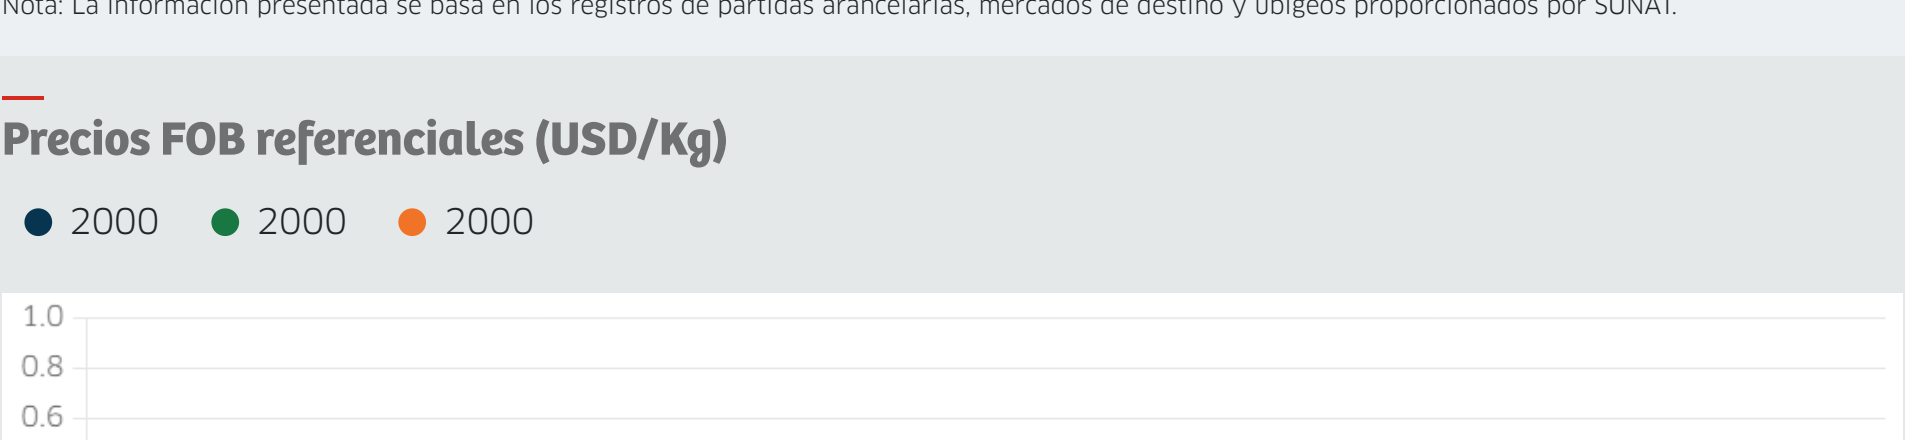 Nota: La información presentada se basa en los registros de partidas arancelarias, mercados de destino y ubigeos proporcionados por SUNAT.
Precios FOB referenciales (USD/Kg)
2000 2000 2000
1.0
0.8
0.6